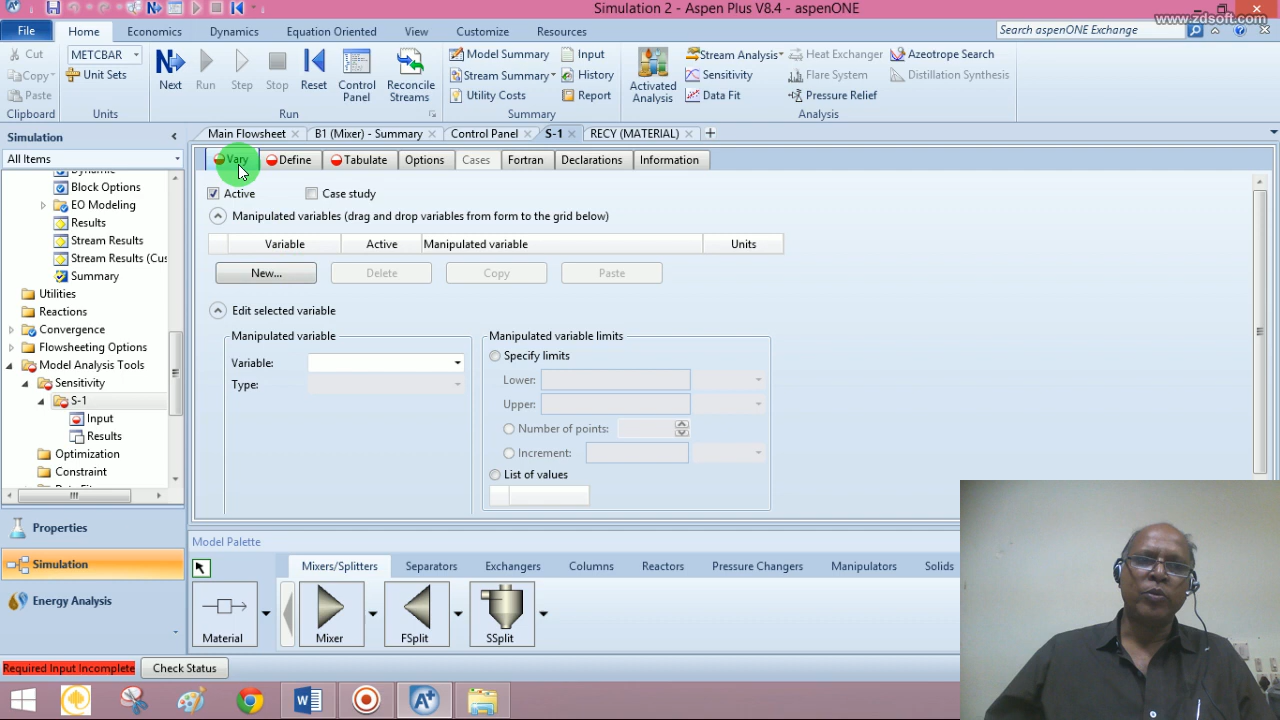 Simulation 2 - Aspen Plus V8.4 - aspenONE
www.zdsoft.com
File Home Economics Dynamics Equation Oriented View Customize Resources
Search aspenONE Exchange
Cut
Copy
Paste
Clipboard
METCBAR
Unit Sets
Units
Next Run Step Stop Reset Control Panel Reconcile Streams
Run
Model Summary Input
Stream Summary History
Utility Costs Report
Summary
Activated Analysis
Stream Analysis Heat Exchanger Azeotrope Search
Sensitivity Flare System Distillation Synthesis
Data Fit Pressure Relief
Analysis
Simulation
All Items
Main Flowsheet B1 (Mixer) - Summary Control Panel S-1 RECY (MATERIAL)
Block Options
EO Modeling
Results
Stream Results
Stream Results (Cus
Summary
Utilities
Reactions
Convergence
Flowsheeting Options
Model Analysis Tools
Sensitivity
S-1
Input
Results
Optimization
Constraint
Properties
Simulation
Energy Analysis
Vary Define Tabulate Options Cases Fortran Declarations Information
Active Case study
Manipulated variables (drag and drop variables from form to the grid below)
Variable Active Manipulated variable Units
New... Delete Copy Paste
Edit selected variable
Manipulated variable
Variable:
Type:
Manipulated variable limits
Specify limits
Lower:
Upper:
Number of points:
Increment:
List of values
Model Palette
Mixers/Splitters Separators Exchangers Columns Reactors Pressure Changers Manipulators Solids
Material Mixer FSplit SSplit
Required Input Incomplete Check Status